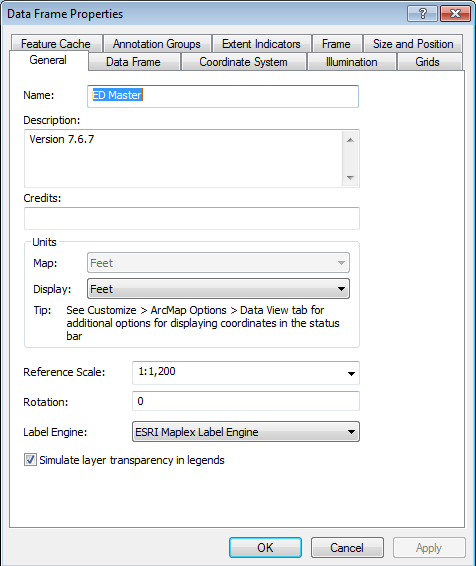 Data Frame Properties
Feature Cache Annotation Groups Extent Indicators Frame Size and Position
General Data Frame Coordinate System Illumination Grids
Name: ED Master
Description:
Version 7.6.7
Credits:
Units
Map: Feet
Display: Feet
Tip: See Customize > ArcMap Options > Data View tab for
additional options for displaying coordinates in the status
bar
Reference Scale: 1:1,200
Rotation: 0
Label Engine: ESRI Maplex Label Engine
Simulate layer transparency in legends
OK Cancel Apply